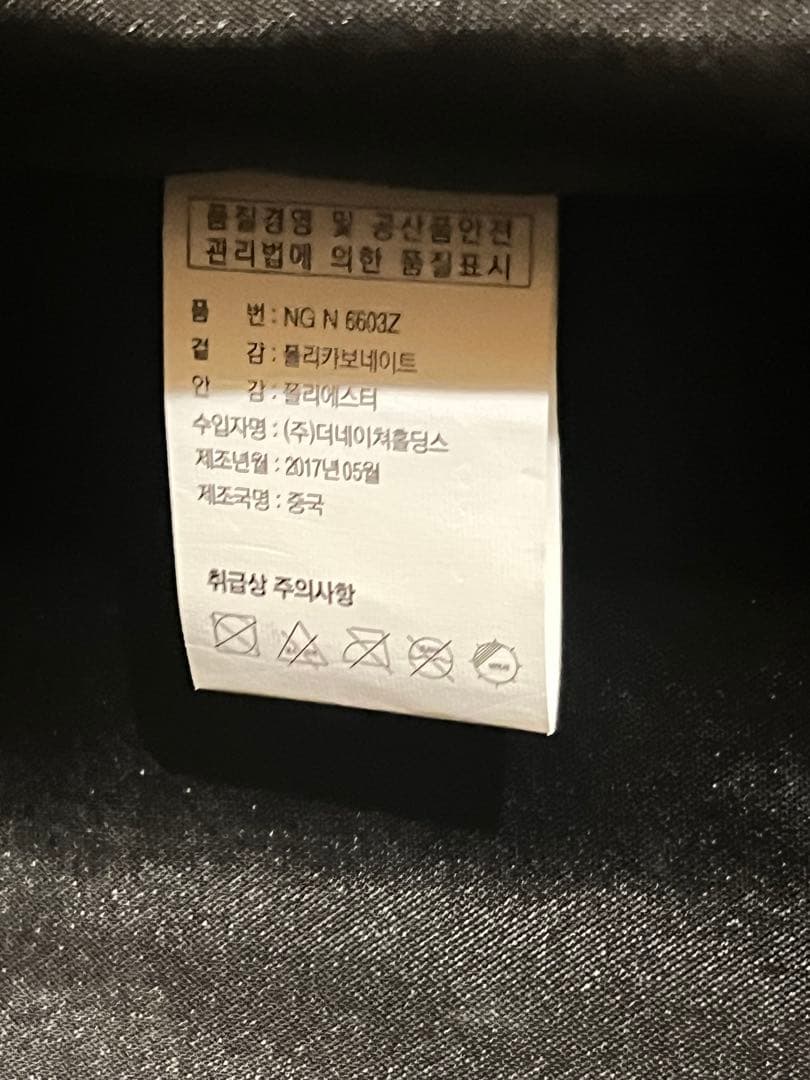 품질경영 및 공산품안전
관리법에 의한 품질표시
품 번 : NG N 6603Z
겉 감 : 폴리카보네이트
안 감 : 폴리에스터
수입자명 : (주)더네이쳐홀딩스
제조년월 : 2017년 05월
제조국명 : 중국
취급상 주의사항